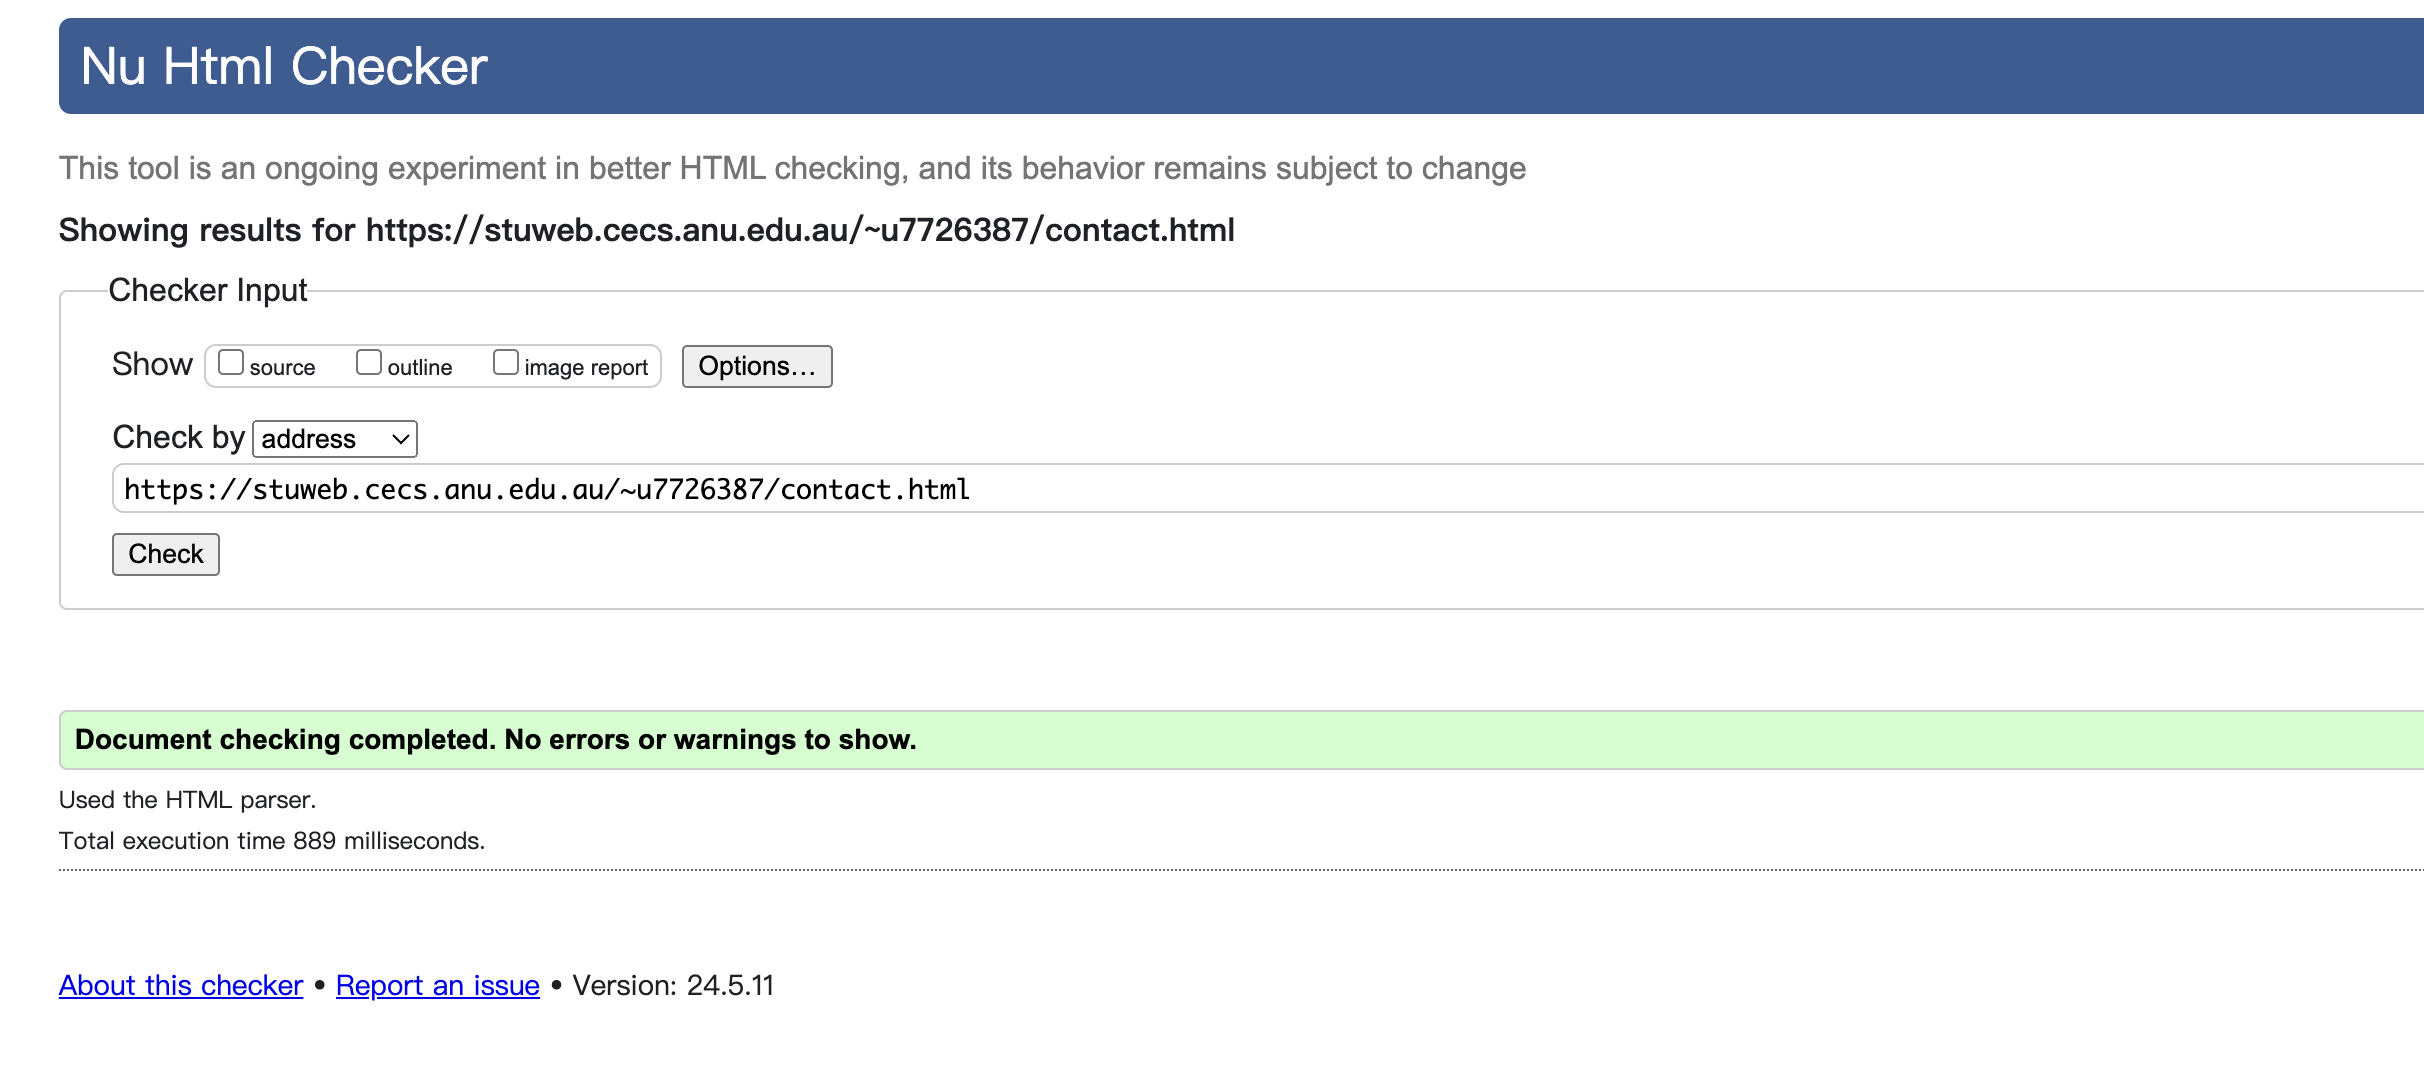 Nu Html Checker
This tool is an ongoing experiment in better HTML checking, and its behavior remains subject to change
Showing results for https://stuweb.cecs.anu.edu.au/~u7726387/contact.html
Checker Input
Show source outline image report Options...
Check by address
https://stuweb.cecs.anu.edu.au/~u7726387/contact.html
Check
Document checking completed. No errors or warnings to show.
Used the HTML parser.
Total execution time 889 milliseconds.
About this checker • Report an issue • Version: 24.5.11